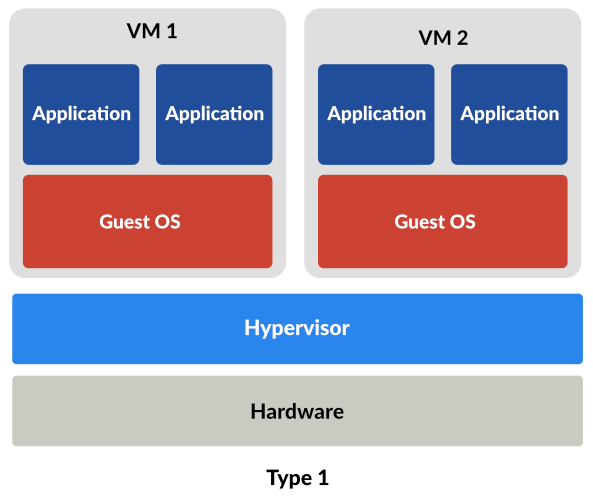 VM 1
VM 2
Application
Application
Application
Application
Guest OS
Guest OS
Hypervisor
Hardware
Type 1